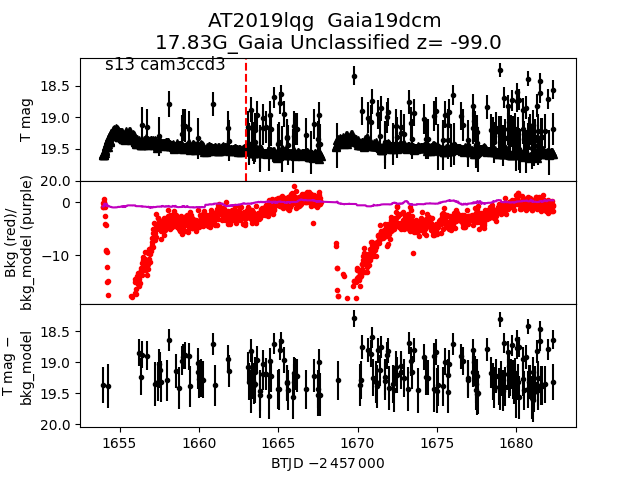 AT2019lqg  Gaia19dcm
17.83G_Gaia Unclassified z= -99.0
s13 cam3ccd3
T mag
18.5
19.0
19.5
20.0
Bkg (red)/
bkg_model (purple)
0
−10
T mag −
bkg_model
18.5
19.0
19.5
20.0
1655 1660 1665 1670 1675 1680
BTJD −2 457 000